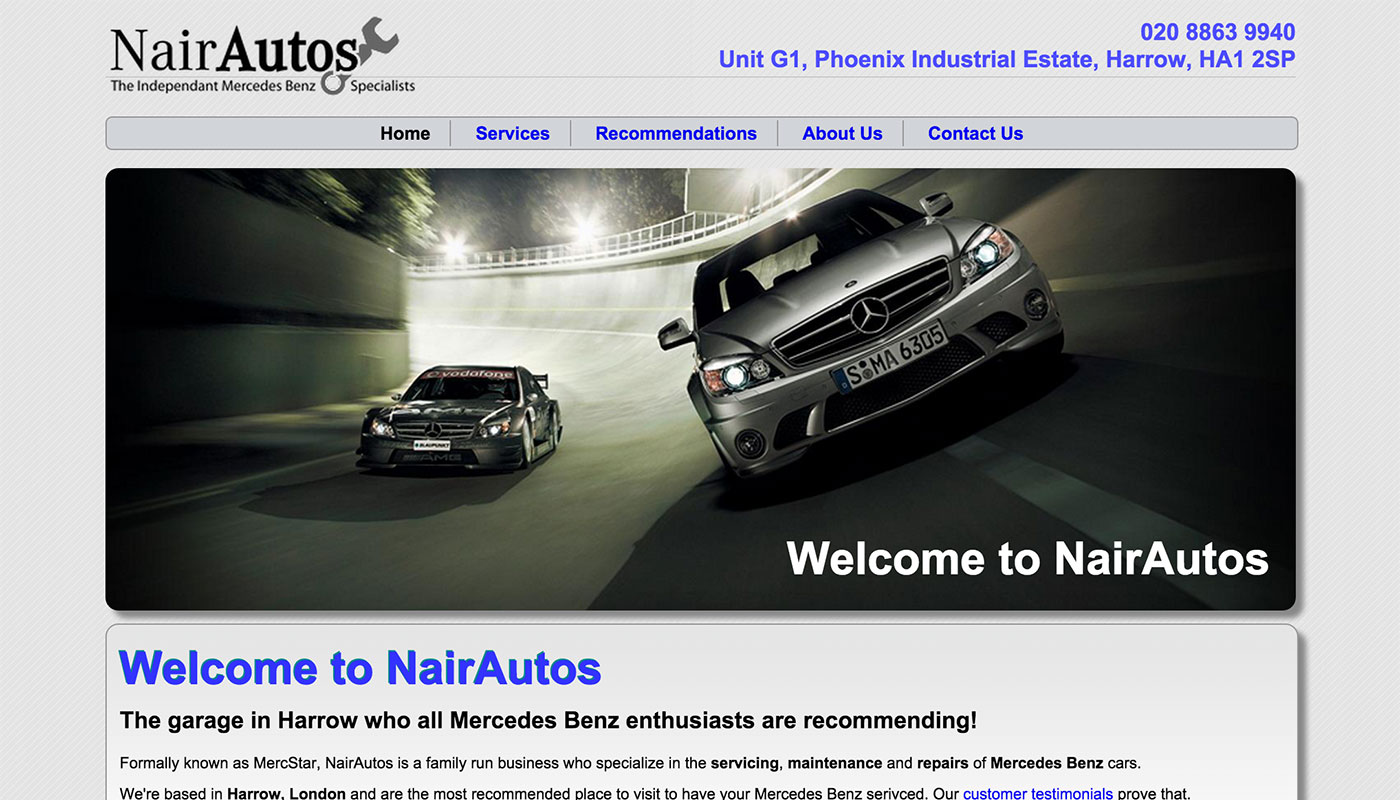 NairAutos
The Independant Mercedes Benz Specialists
020 8863 9940
Unit G1, Phoenix Industrial Estate, Harrow, HA1 2SP
Home Services Recommendations About Us Contact Us
vodafone
BLAUPUNKT
AMG
S MA 6305
Welcome to NairAutos
Welcome to NairAutos
The garage in Harrow who all Mercedes Benz enthusiasts are recommending!
Formally known as MercStar, NairAutos is a family run business who specialize in the servicing, maintenance and repairs of Mercedes Benz cars.
We're based in Harrow, London and are the most recommended place to visit to have your Mercedes Benz serivced. Our customer testimonials prove that.